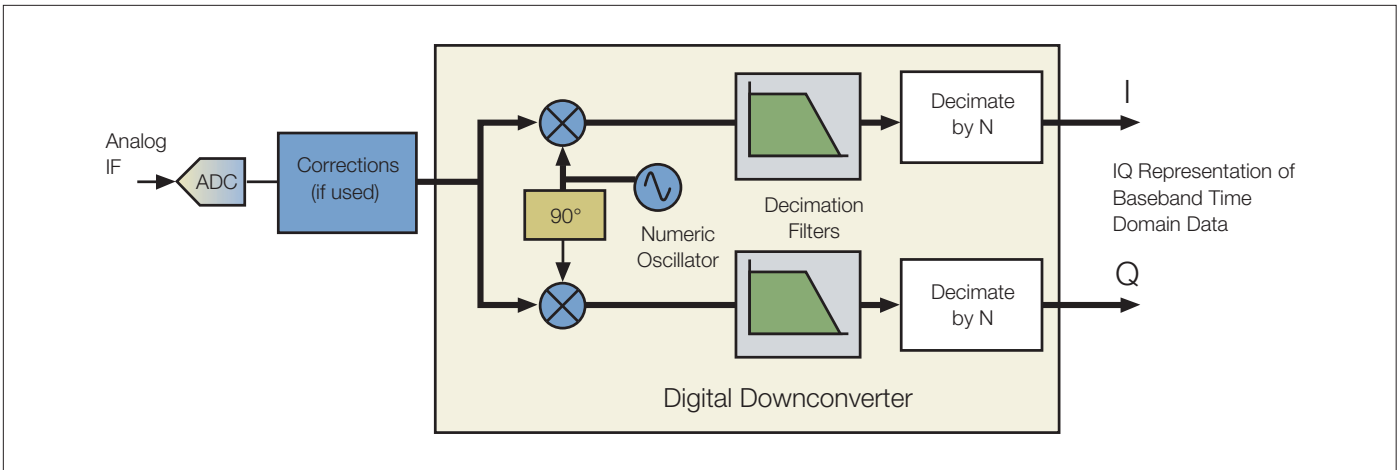 Analog
IF
ADC
Corrections
(if used)
90°
Numeric
Oscillator
Decimation
Filters
Decimate
by N
Decimate
by N
I
IQ Representation of
Baseband Time
Domain Data
Q
Digital Downconverter